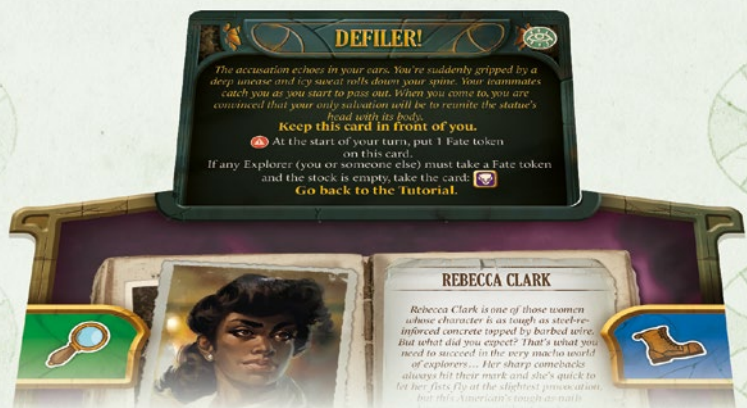 DEFILER!
The accusation echoes in your ears. You're suddenly gripped by a
deep unease and icy sweat rolls down your spine. Your teammates
catch you as you start to pass out. When you come to, you are
convinced that your only salvation will be to reunite the statue's
head with its body.
Keep this card in front of you.
At the start of your turn, put 1 Fate token
on this card.
If any Explorer (you or someone else) must take a Fate token
and the stock is empty, take the card:
Go back to the Tutorial.
REBECCA CLARK
Rebecca Clark is one of those women
whose character is as tough as steel-re-
inforced concrete topped by barbed wire.
But what did you expect? That's what you
need to succeed in the very macho world
of explorers... Her sharp comebacks
always hit their mark and she's quick to
let her fists fly at the slightest provocation,
but this American's tough as nails